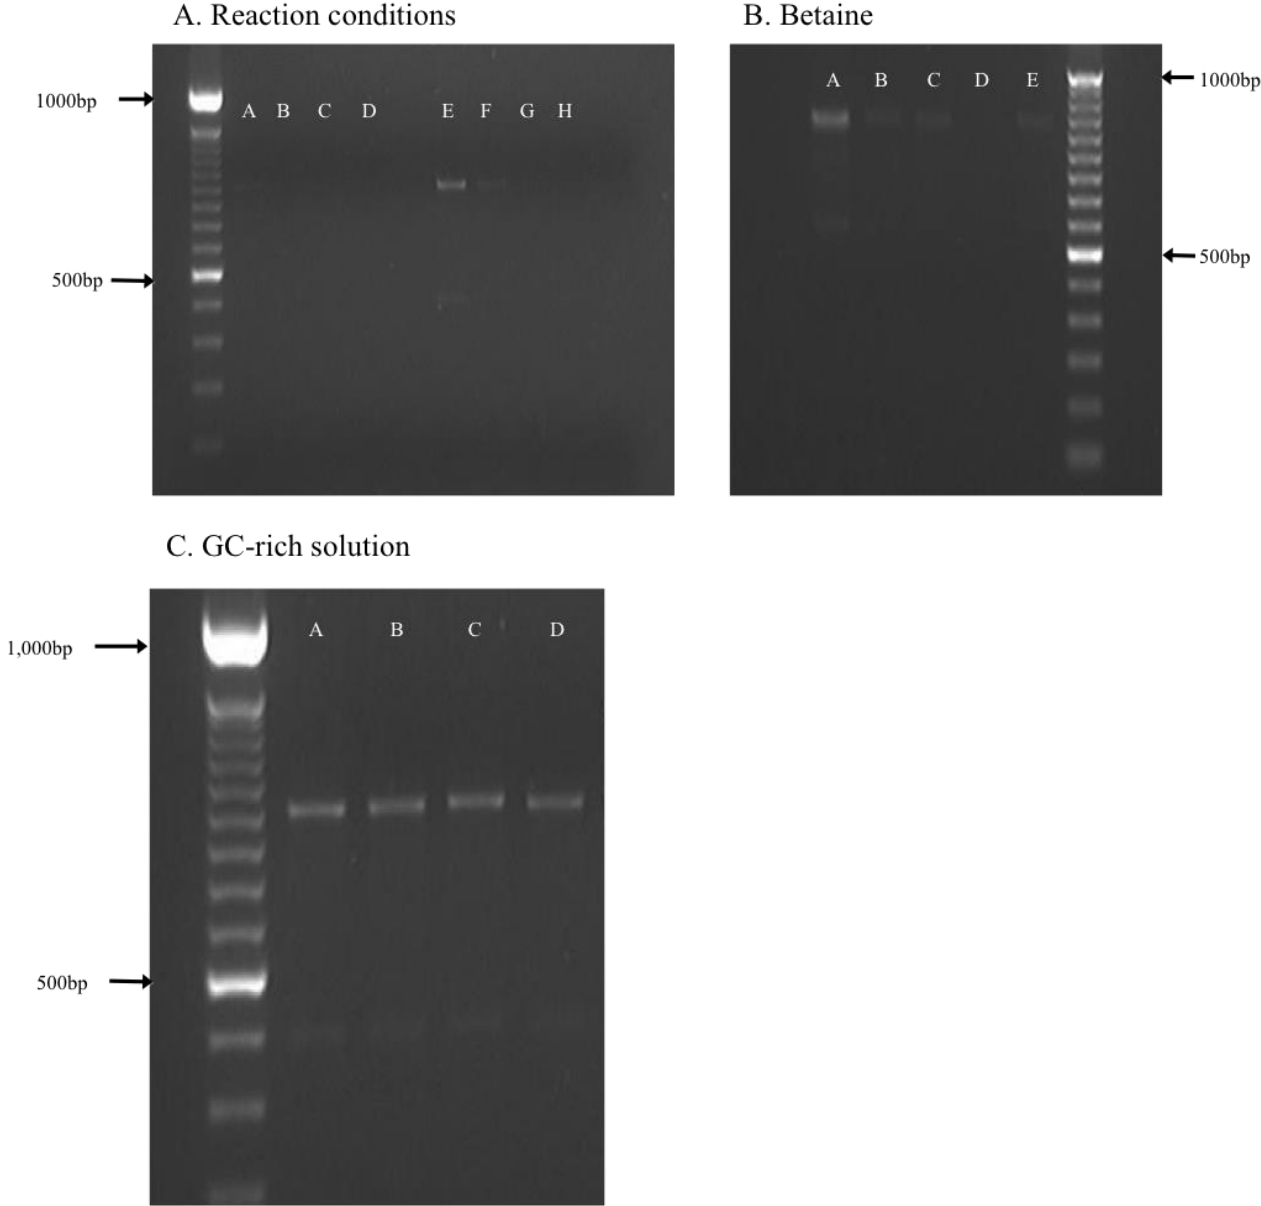 A. Reaction conditions
B. Betaine
1000bp
A B C D E F G H
500bp
A B C D E
1000bp
500bp
C. GC-rich solution
1,000bp
A B C D
500bp